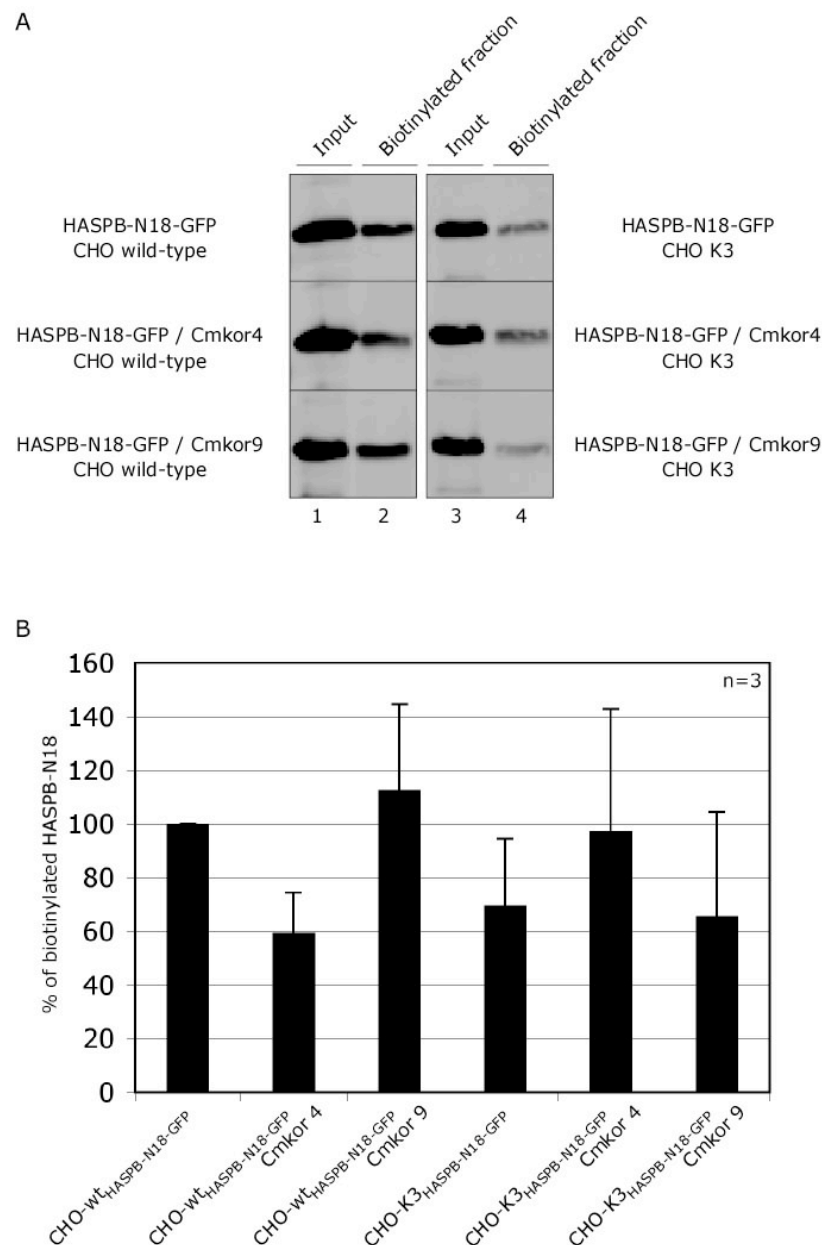 A
Input
Biotinylated fraction
Input
Biotinylated fraction
HASPB-N18-GFP
CHO wild-type
HASPB-N18-GFP
CHO K3
HASPB-N18-GFP / Cmkor4
CHO wild-type
HASPB-N18-GFP / Cmkor4
CHO K3
HASPB-N18-GFP / Cmkor9
CHO wild-type
HASPB-N18-GFP / Cmkor9
CHO K3
1 2 3 4
B
% of biotinylated HASPB-N18
160
140
120
100
80
60
40
20
0
n=3
CHO-wtHASPB-N18-GFP
CHO-wtHASPB-N18-GFP
Cmkor 4
CHO-wtHASPB-N18-GFP
Cmkor 9
CHO-K3HASPB-N18-GFP
CHO-K3HASPB-N18-GFP
Cmkor 4
CHO-K3HASPB-N18-GFP
Cmkor 9